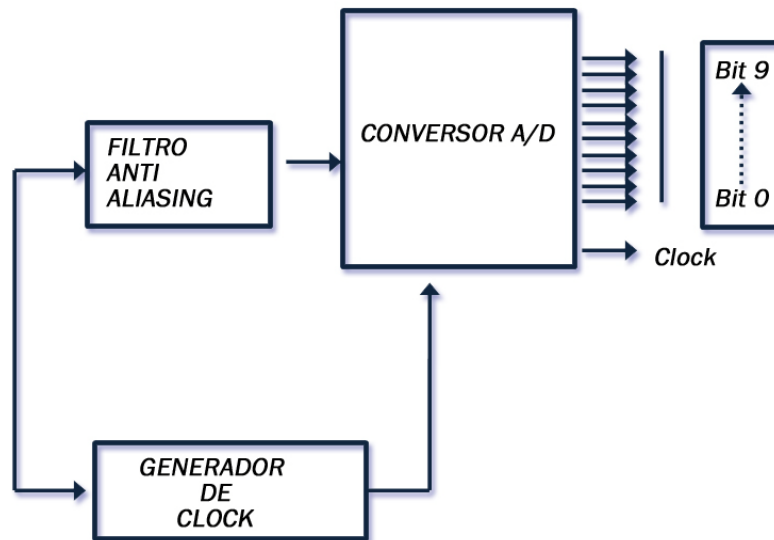 FILTRO
ANTI
ALIASING
CONVERSOR A/D
Bit 9
Bit 0
Clock
GENERADOR
DE
CLOCK